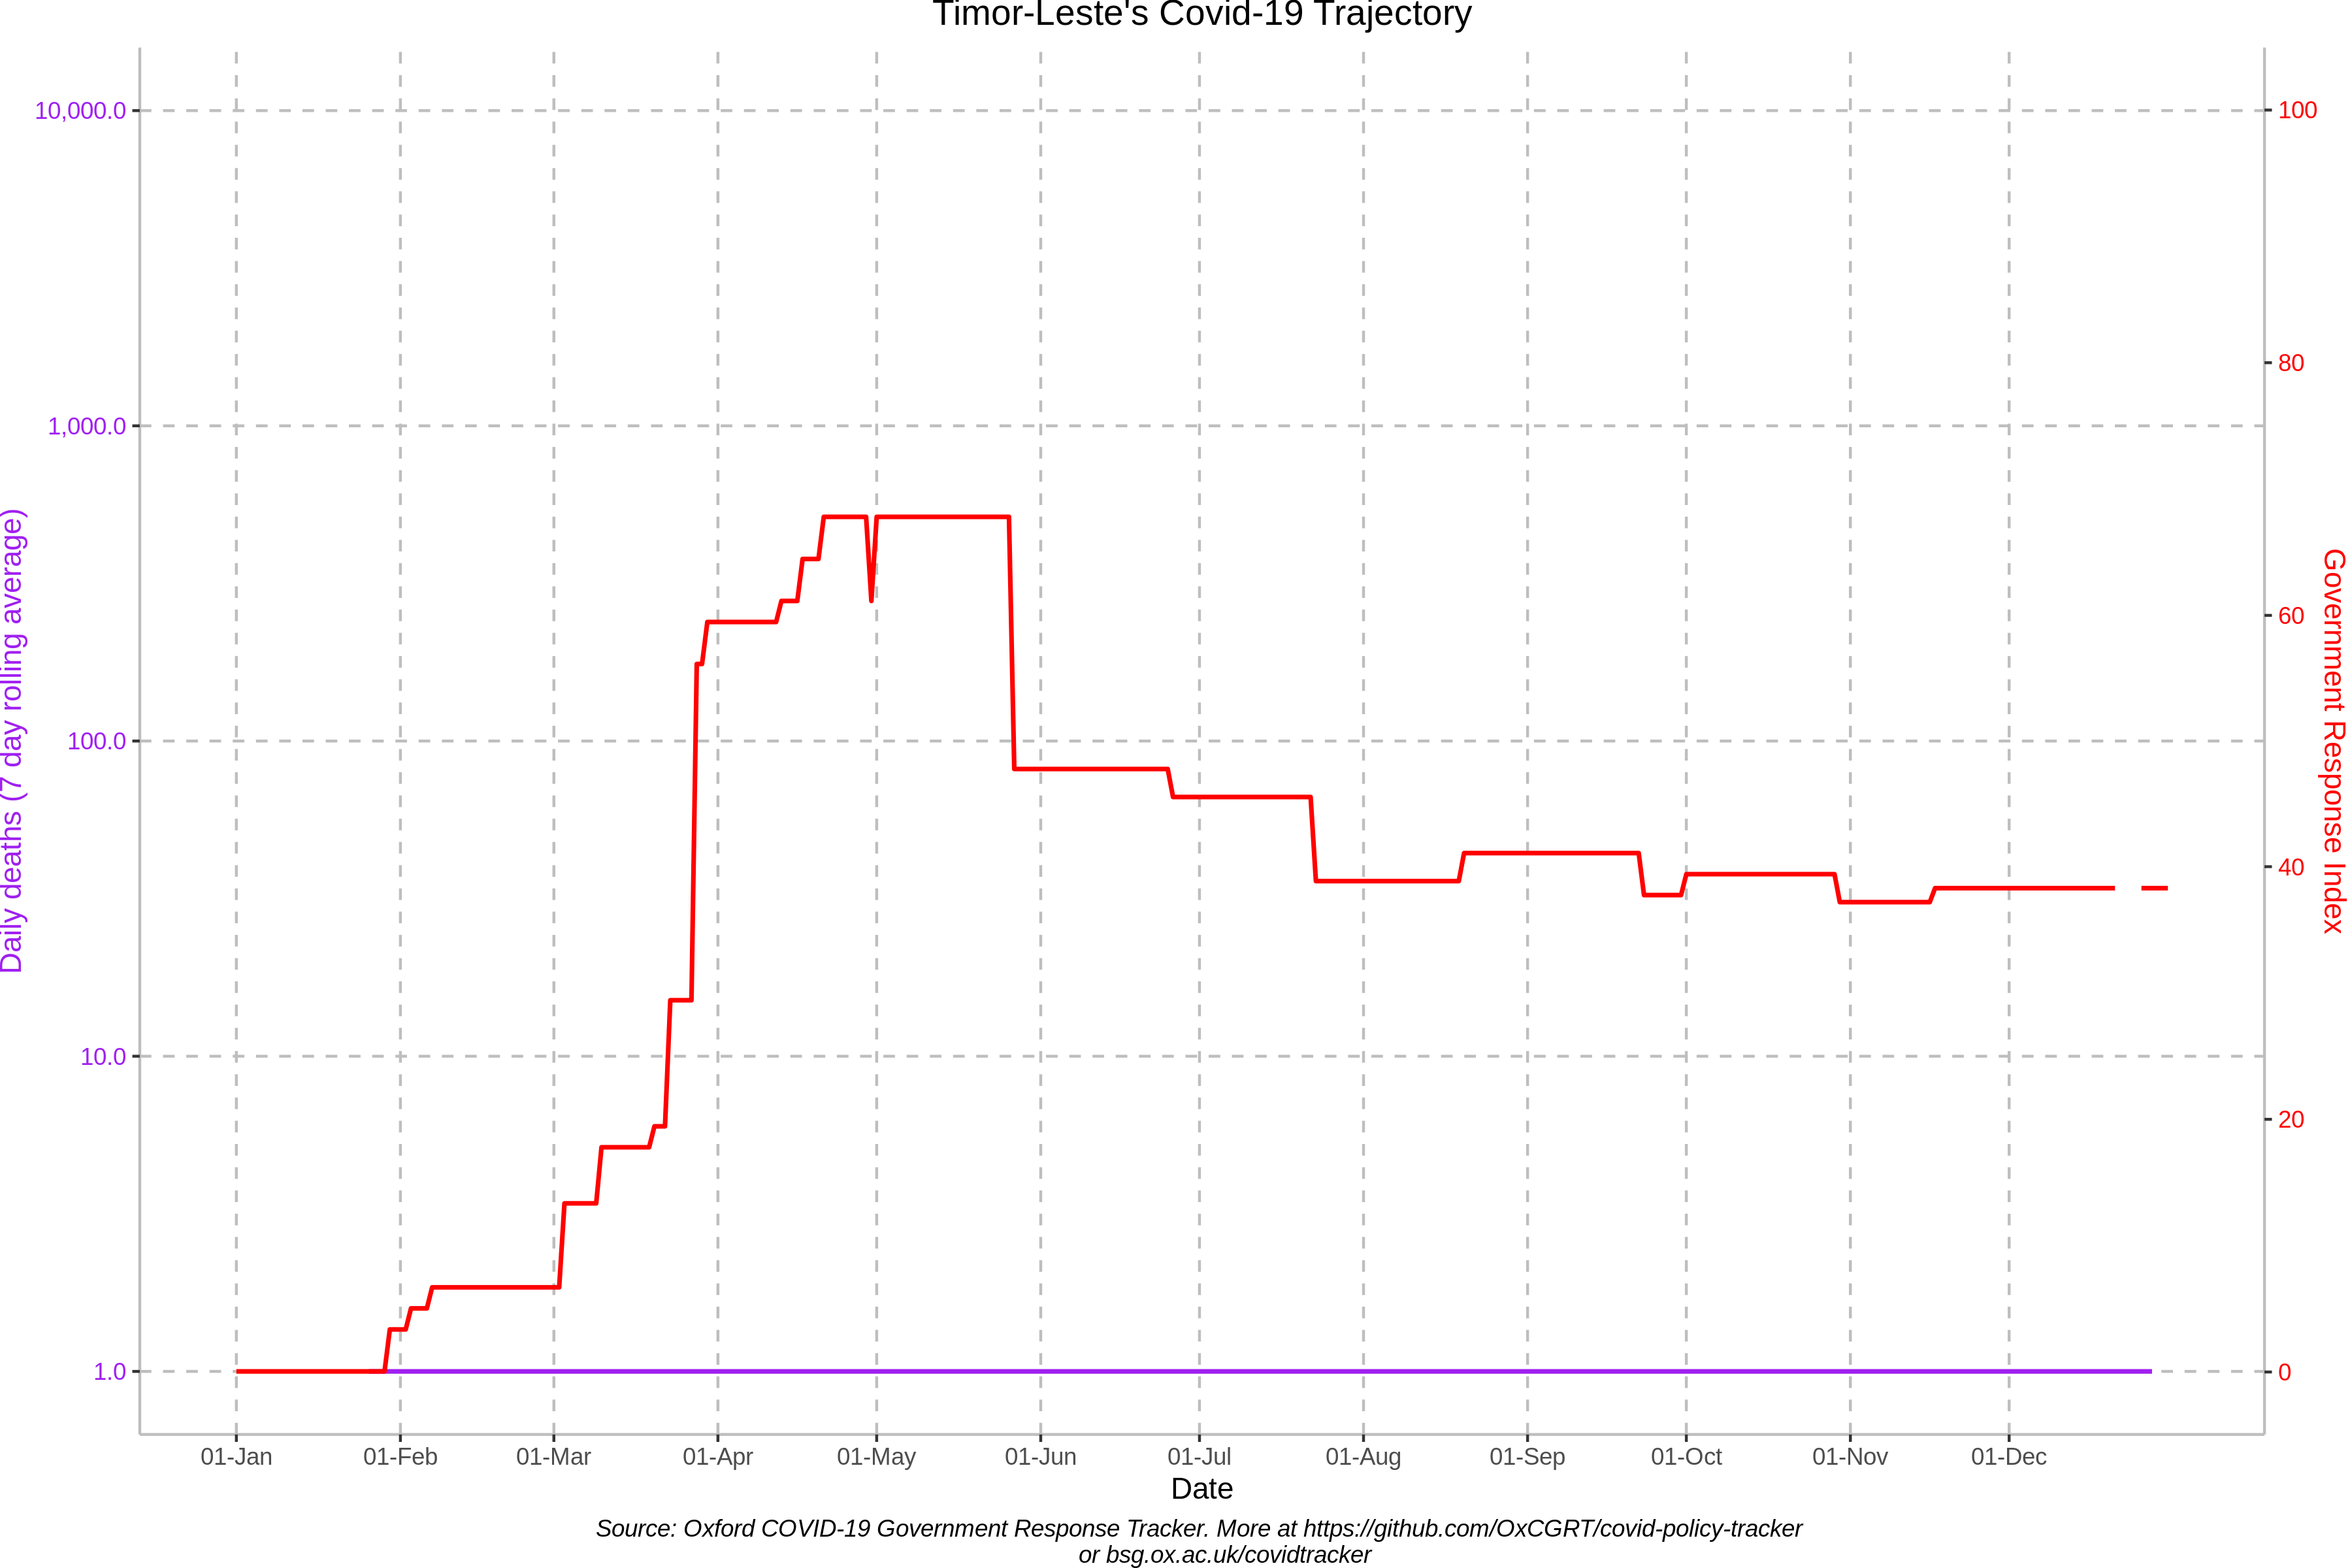 Timor-Leste's Covid-19 Trajectory
10,000.0
1,000.0
100.0
10.0
1.0
Daily deaths (7 day rolling average)
100
80
60
40
20
0
Government Response Index
01-Jan 01-Feb 01-Mar 01-Apr 01-May 01-Jun 01-Jul 01-Aug 01-Sep 01-Oct 01-Nov 01-Dec
Date
Source: Oxford COVID-19 Government Response Tracker. More at https://github.com/OxCGRT/covid-policy-tracker
or bsg.ox.ac.uk/covidtracker